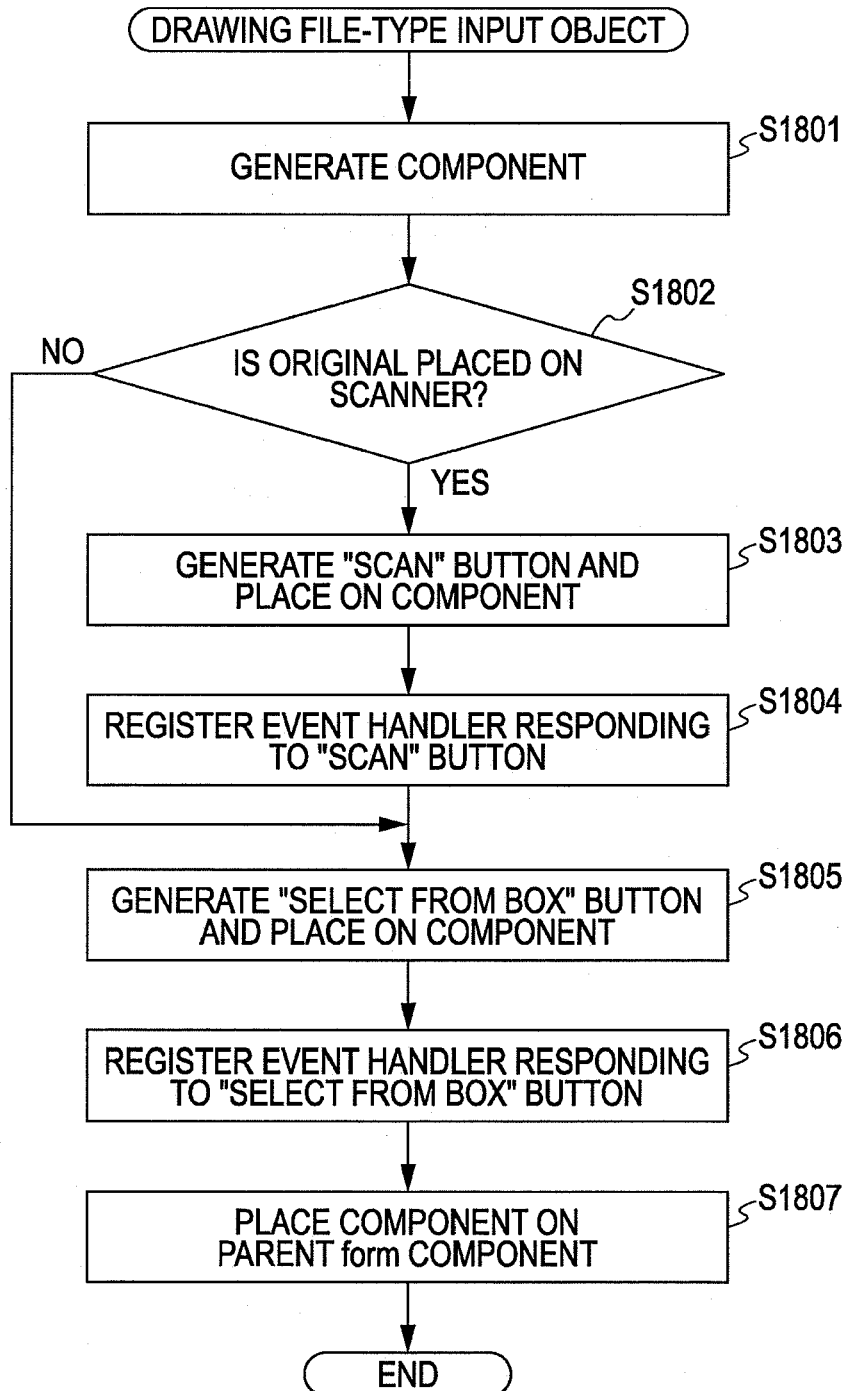 DRAWING FILE-TYPE INPUT OBJECT
S1801
GENERATE COMPONENT
S1802
NO
IS ORIGINAL PLACED ON
SCANNER?
YES
S1803
GENERATE "SCAN" BUTTON AND
PLACE ON COMPONENT
S1804
REGISTER EVENT HANDLER RESPONDING
TO "SCAN" BUTTON
S1805
GENERATE "SELECT FROM BOX" BUTTON
AND PLACE ON COMPONENT
S1806
REGISTER EVENT HANDLER RESPONDING
TO "SELECT FROM BOX" BUTTON
S1807
PLACE COMPONENT ON
PARENT form COMPONENT
END